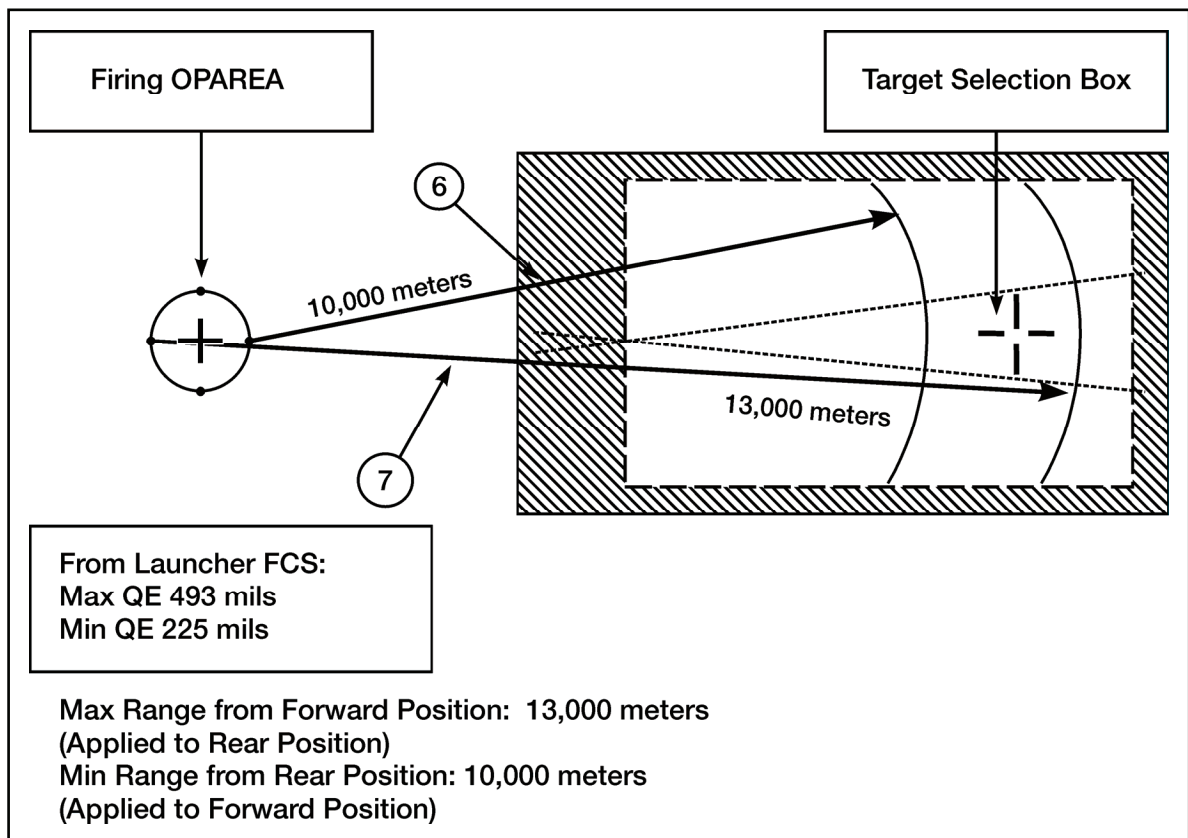 Firing OPAREA
Target Selection Box
6
10,000 meters
13,000 meters
7
From Launcher FCS:
Max QE 493 mils
Min QE 225 mils
Max Range from Forward Position: 13,000 meters
(Applied to Rear Position)
Min Range from Rear Position: 10,000 meters
(Applied to Forward Position)